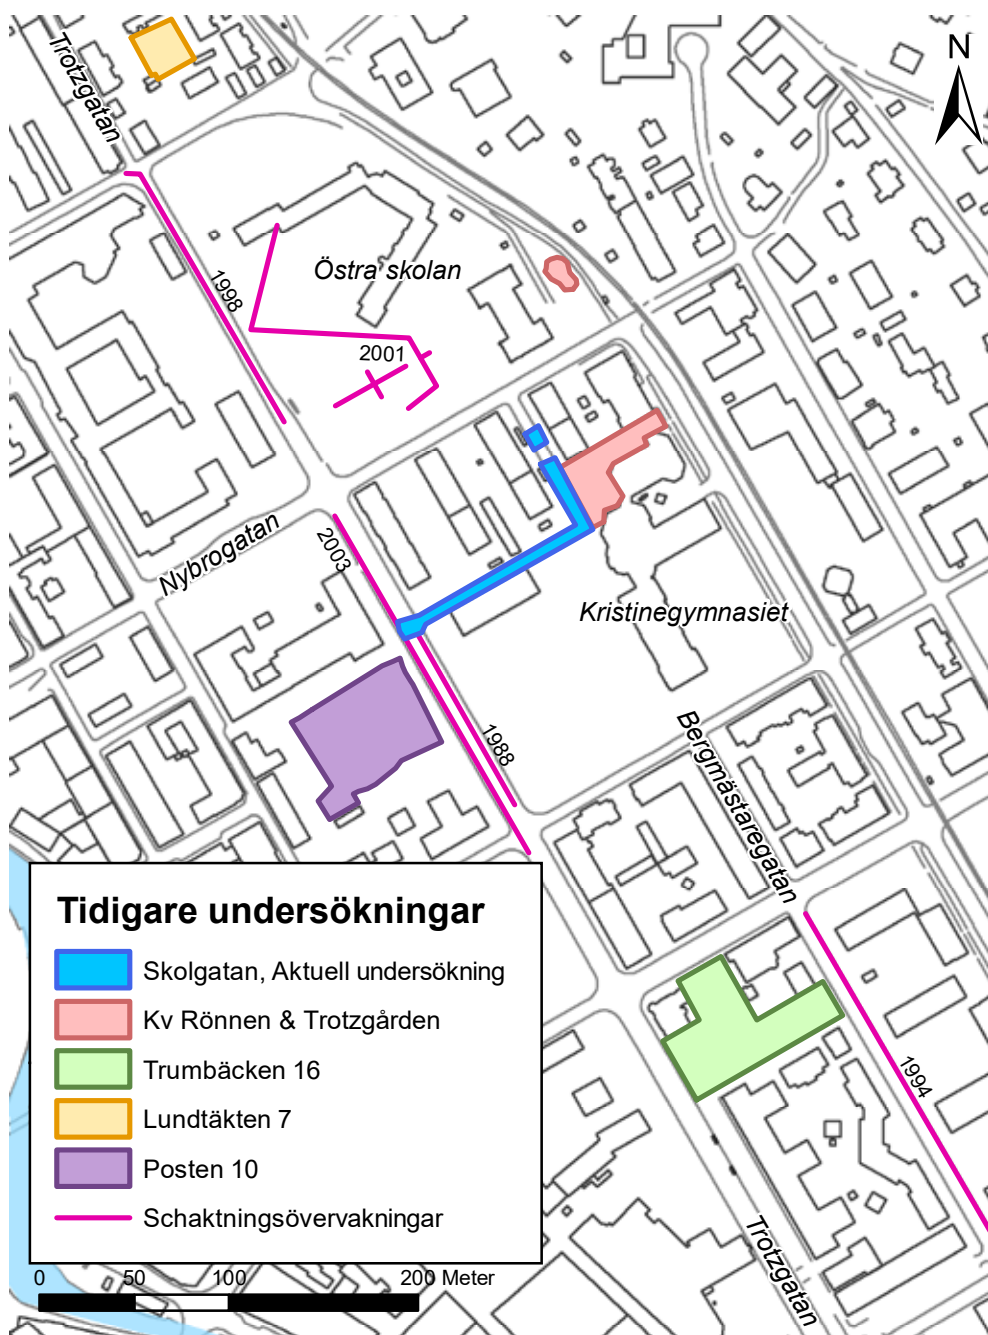 Trotzgatan
N
1998
Östra skolan
2001
Nybrogatan
2003
Kristinegymnasiet
1988
Bergmästaregatan
1994
Trotzgatan
Tidigare undersökningar
Skolgatan, Aktuell undersökning
Kv Rönnen & Trotzgården
Trumbäcken 16
Lundtäkten 7
Posten 10
Schaktningsövervakningar
0 50 100 200 Meter